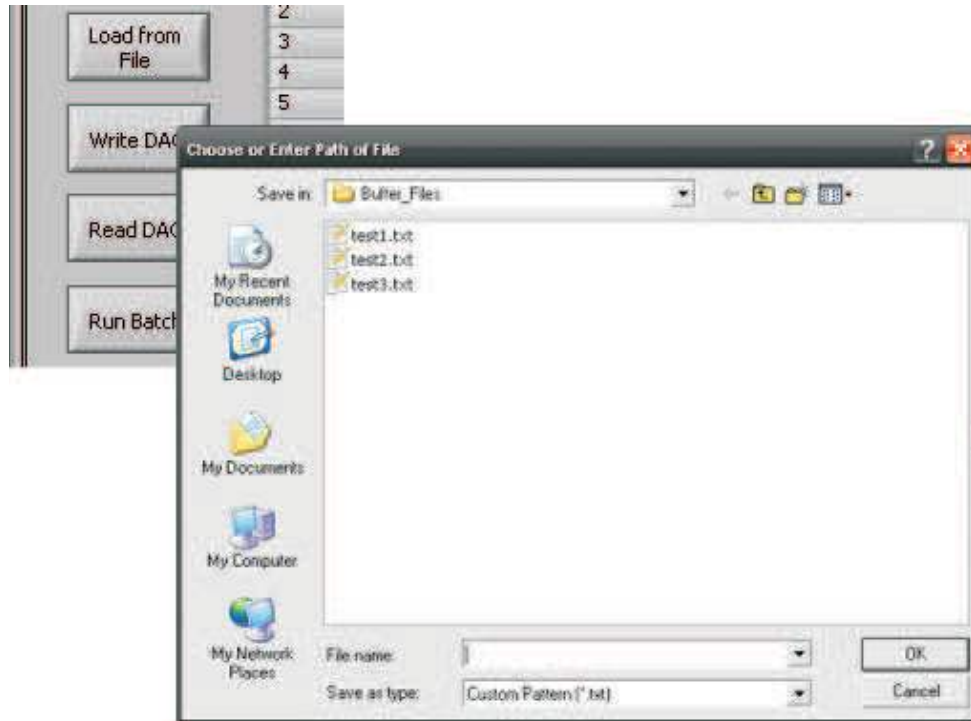 2
Load from
File
3
4
5
Write DAC
Choose or Enter Path of File
?
Save in:
Buffer_Files
Read DAC
test1.txt
test2.txt
test3.txt
My Recent
Documents
Run Batch
Desktop
My Documents
My Computer
My Network
Places
File name:
OK
Save as type:
Custom Pattern (*.txt)
Cancel